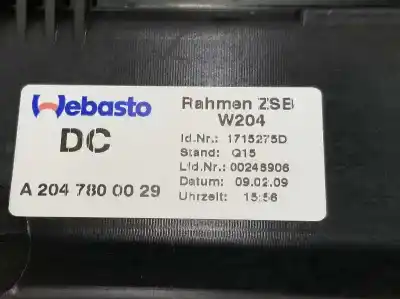 Webasto
DC
A 204 780 00 29
Rahmen ZSB
W204
Id.Nr.: 1715275D
Stand: Q15
Lfd.Nr.: 00248906
Datum: 09.02.09
Uhrzeit: 15:56